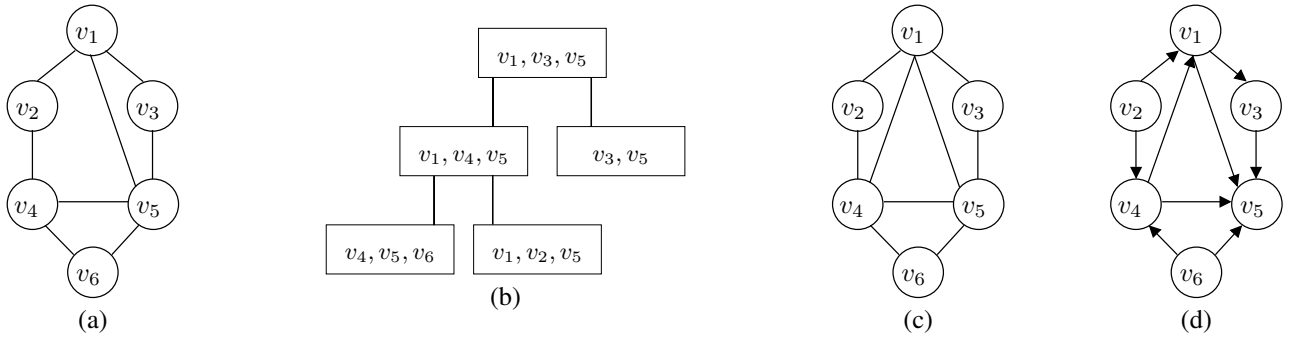 v₁
v₂
v₃
v₄
v₅
v₆
(a)
v₁, v₃, v₅
v₁, v₄, v₅
v₃, v₅
v₄, v₅, v₆
v₁, v₂, v₅
(b)
v₁
v₂
v₃
v₄
v₅
v₆
(c)
v₁
v₂
v₃
v₄
v₅
v₆
(d)